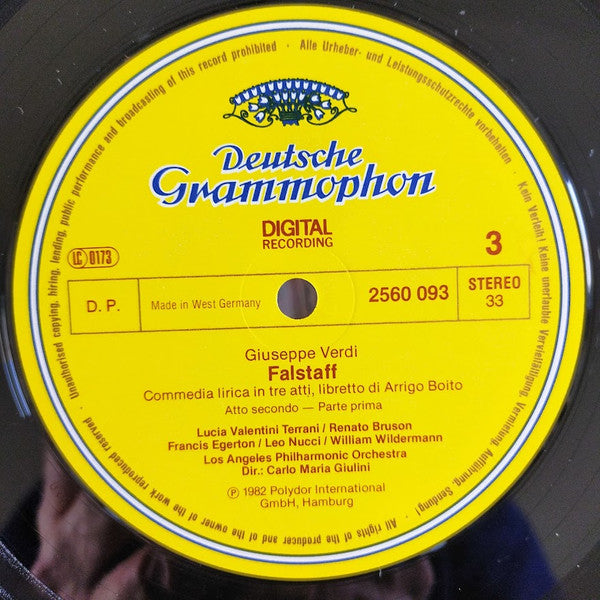 Deutsche
Grammophon
DIGITAL
RECORDING
LC 0173
3
D. P.
Made in West Germany
2560 093
STEREO
33
Giuseppe Verdi
Falstaff
Commedia lirica in tre atti, libretto di Arrigo Boito
Atto secondo — Parte prima
Lucia Valentini Terrani / Renato Bruson
Francis Egerton / Leo Nucci / William Wildermann
Los Angeles Philharmonic Orchestra
Dir.: Carlo Maria Giulini
Ⓟ 1982 Polydor International
GmbH, Hamburg
Alle Urheber- und Leistungsschutzrechte vorbehalten · Kein Verleih! Keine unerlaubte Vervielfältigung, Vermietung, Aufführung, Sendung! · All rights of the producer and of the owner of the work reproduced reserved · Unauthorised copying, hiring, lending, public performance and broadcasting of this record prohibited ·